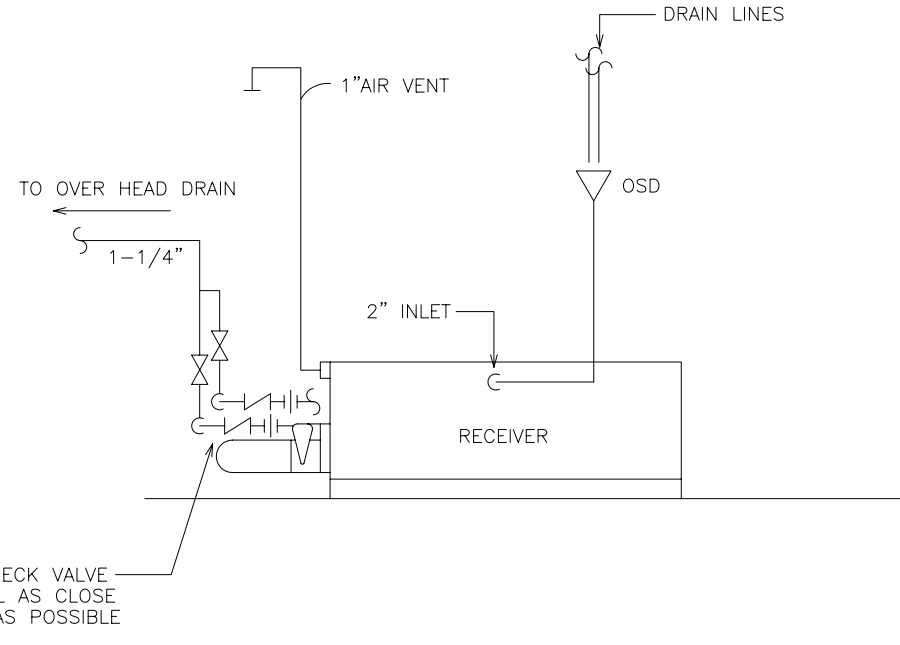 DRAIN LINES
1"AIR VENT
TO OVER HEAD DRAIN
OSD
1-1/4"
2" INLET
RECEIVER
VALVE
AS CLOSE
AS POSSIBLE